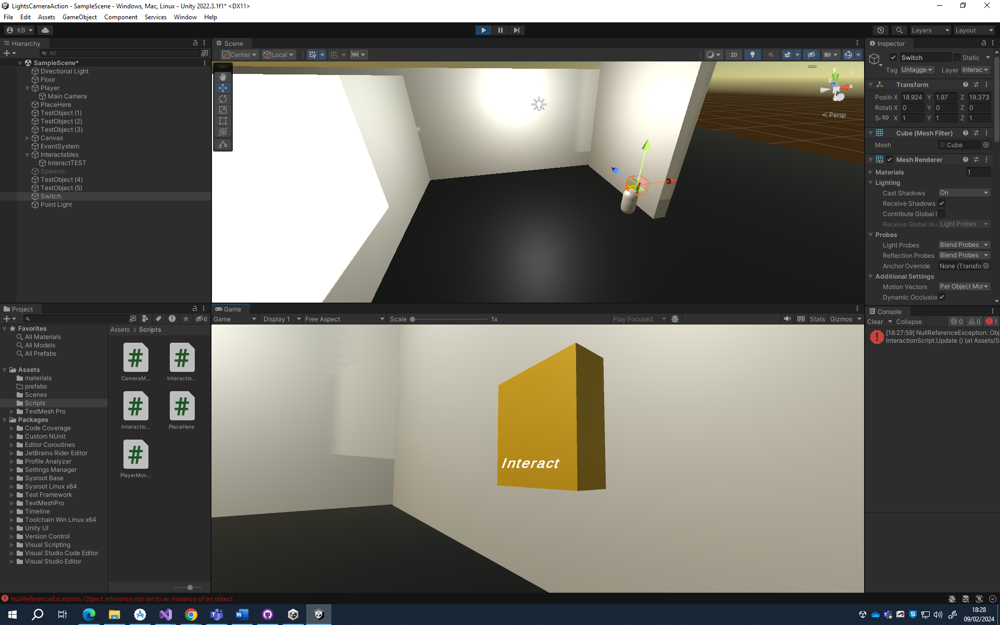 LightsCameraAction - SampleScene - Windows, Mac, Linux - Unity 2022.3.1f1* <DX11>
File Edit Assets GameObject Component Services Window Help
KB
Layers Layout
Hierarchy
All
SampleScene*
Directional Light
Floor
Player
Main Camera
PlaceHere
TestObject (1)
TestObject (2)
TestObject (3)
Canvas
EventSystem
Interactables
InteractTEST
SpawnIn
TestObject (4)
TestObject (5)
Switch
Point Light
Scene
Center Local 2D
y
z x
Persp
Inspector
Switch Static
Tag Untagge Layer Interac
Transform
Positi X 18.924 Y 1.97 Z 19.373
Rotati X 0 Y 0 Z 0
X 1 Y 1 Z 1
Cube (Mesh Filter)
Mesh Cube
Mesh Renderer
Materials 1
Lighting
Cast Shadows On
Receive Shadows
Contribute Global I
Receive Global Illu Light Probes
Probes
Light Probes Blend Probes
Reflection Probes Blend Probes
Anchor Override None (Transfo
Additional Settings
Motion Vectors Per Object Mot
Dynamic Occlusion
Project
6
Favorites
All Materials
All Models
All Prefabs
Assets
materials
prefabs
Scenes
Scripts
TextMesh Pro
Packages
Code Coverage
Custom NUnit
Editor Coroutines
JetBrains Rider Editor
Profile Analyzer
Settings Manager
Sysroot Base
Sysroot Linux x64
Test Framework
TextMeshPro
Timeline
Toolchain Win Linux x64
Unity UI
Version Control
Visual Scripting
Visual Studio Code Editor
Visual Studio Editor
Assets > Scripts
CameraM...
Interactio...
Interactio...
PlaceHere
PlayerMov...
Game
Game Display 1 Free Aspect Scale 1x Play Focused Stats Gizmos
Interact
Console
Clear Collapse 0 0 1
[18:27:59] NullReferenceException: Obj
InteractionScript.Update () (at Assets/S
NullReferenceException: Object reference not set to an instance of an object
18:28
09/02/2024